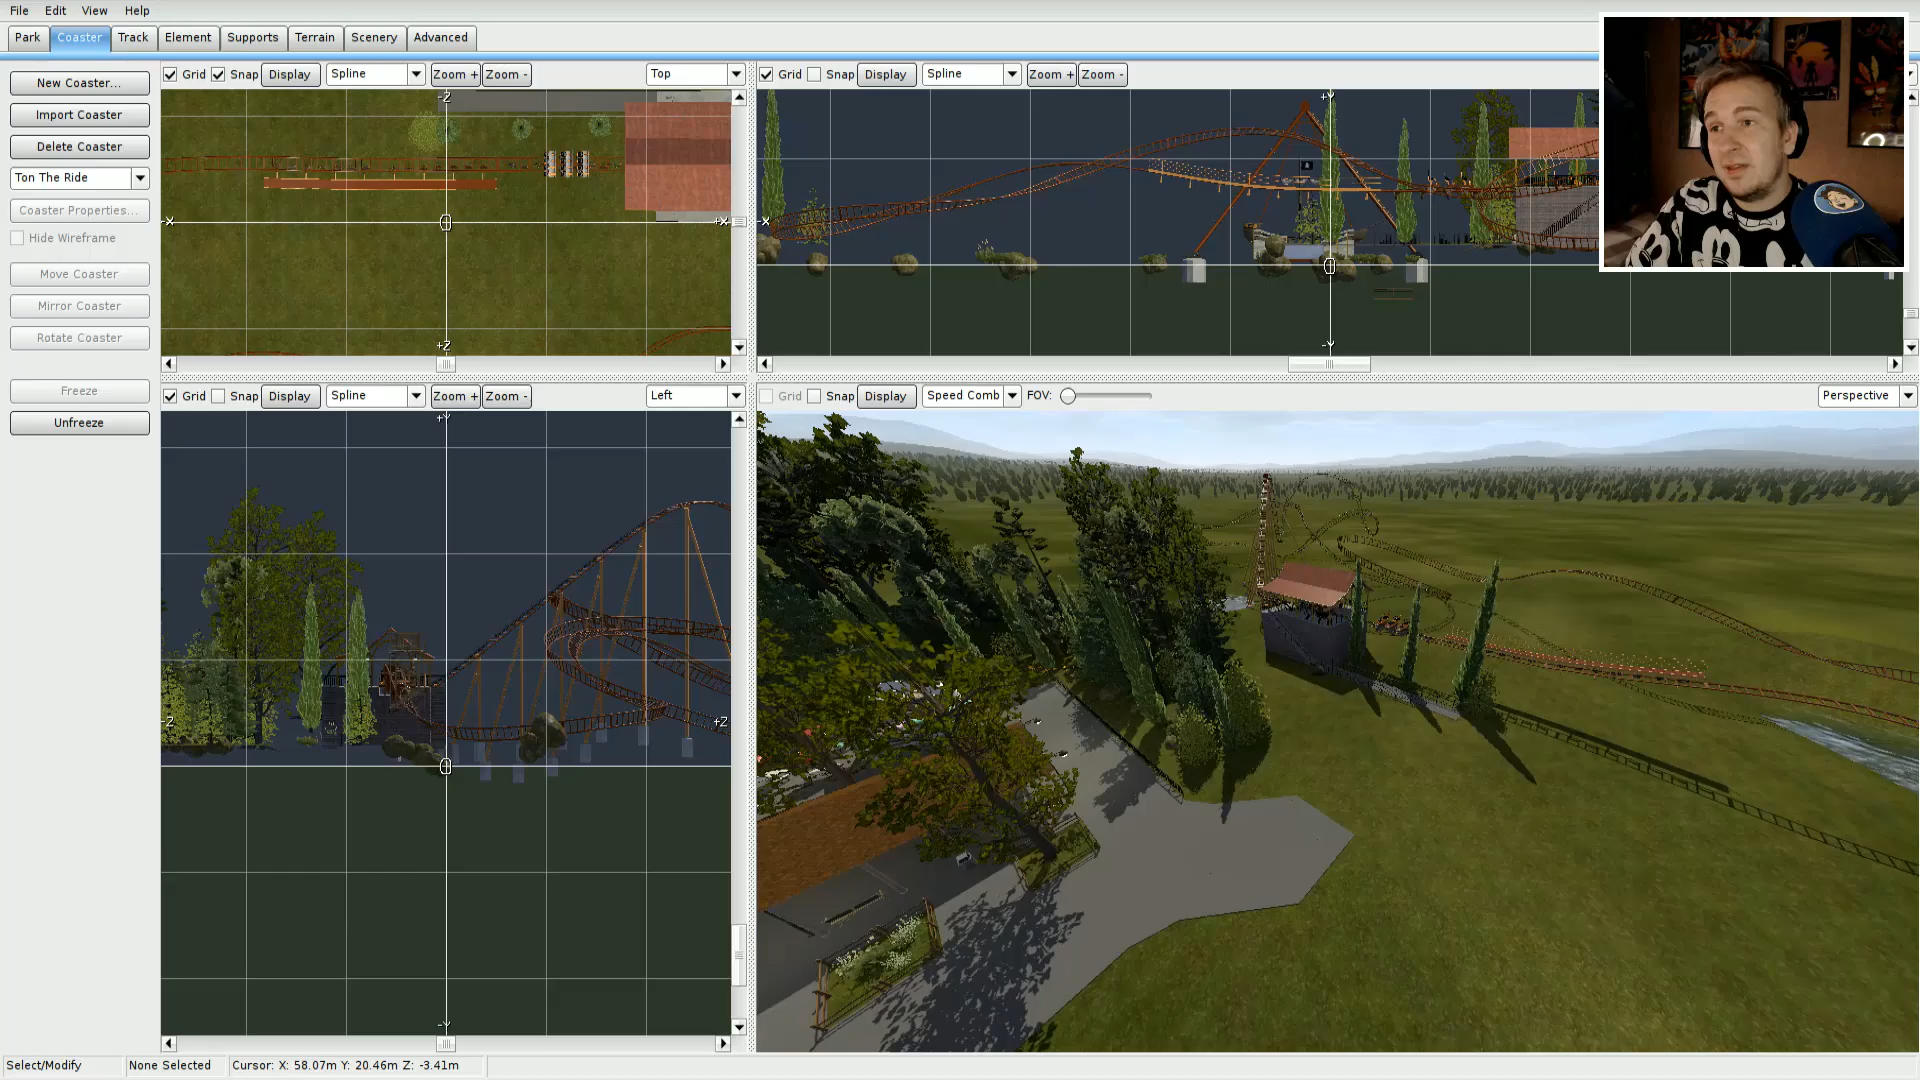 File Edit View Help
Park Coaster Track Element Supports Terrain Scenery Advanced
New Coaster...
Import Coaster
Delete Coaster
Ton The Ride
Coaster Properties...
Hide Wireframe
Move Coaster
Mirror Coaster
Rotate Coaster
Freeze
Unfreeze
Grid Snap Display Spline Zoom + Zoom - Top
-Z
-X +X
+Z
Grid Snap Display Spline Zoom + Zoom -
+Y
-X
-Y
Grid Snap Display Spline Zoom + Zoom - Left
+Y
-Z +Z
-Y
Grid Snap Display Speed Comb FOV: Perspective
Select/Modify None Selected Cursor: X: 58.07m Y: 20.46m Z: -3.41m